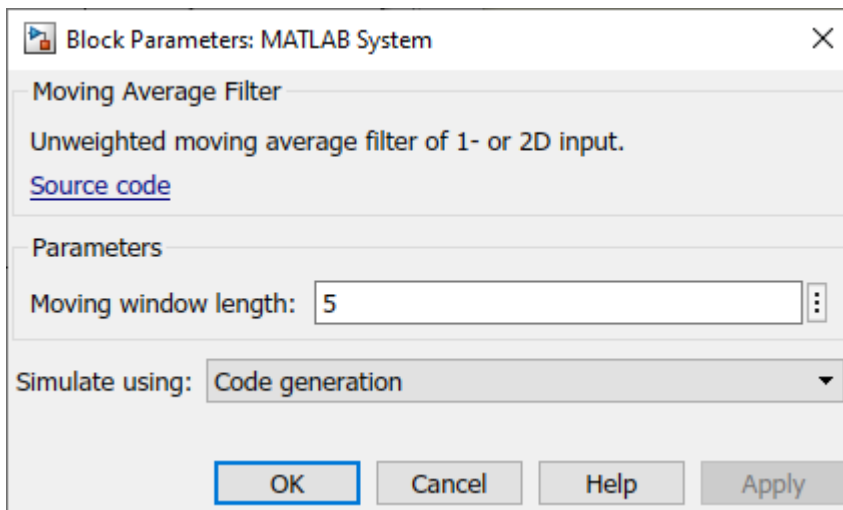 Block Parameters: MATLAB System
Moving Average Filter
Unweighted moving average filter of 1- or 2D input.
Source code
Parameters
Moving window length: 5
Simulate using: Code generation
OK Cancel Help Apply